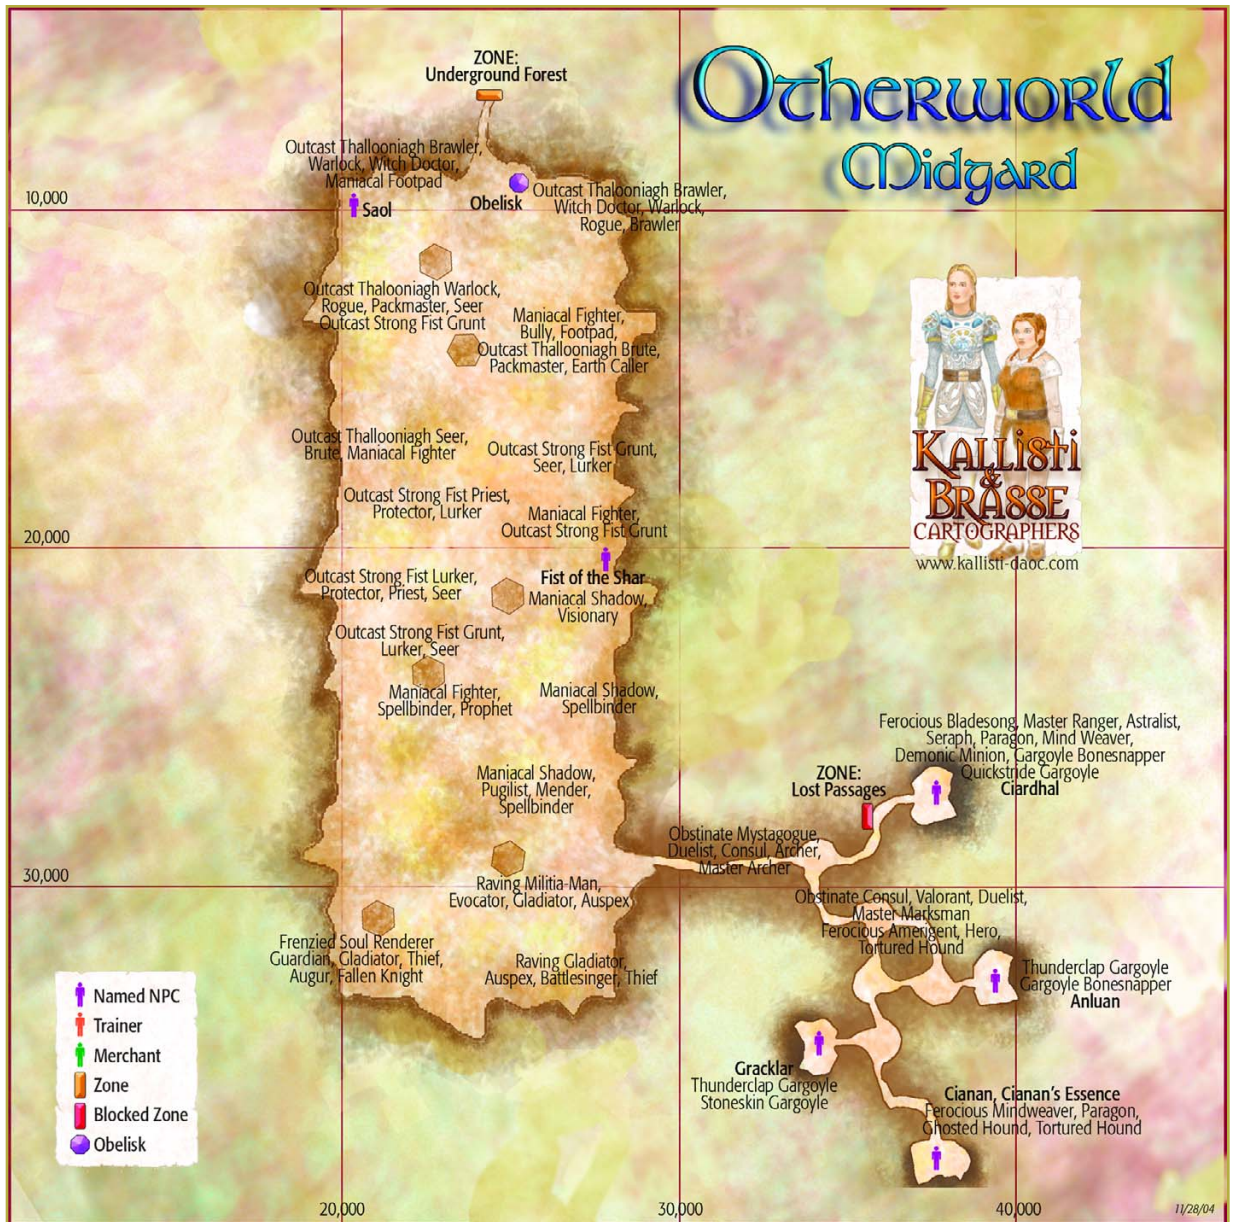 ZONE:
Underground Forest
Otherworld
Midgard
Outcast Thallooniagh Brawler,
Warlock, Witch Doctor,
Maniacal Footpad
10,000
Saol
Obelisk
Outcast Thalooniagh Brawler,
Witch Doctor, Warlock,
Rogue, Brawler
Outcast Thalooniagh Warlock,
Rogue, Packmaster, Seer
Outcast Strong Fist Grunt
Maniacal Fighter,
Bully, Footpad,
Outcast Thallooniagh Brute,
Packmaster, Earth Caller
Outcast Thallooniagh Seer,
Brute, Maniacal Fighter
Outcast Strong Fist Grunt,
Seer, Lurker
Outcast Strong Fist Priest,
Protector, Lurker
Maniacal Fighter,
Outcast Strong Fist Grunt
KALLISTI
&
BRASSE
CARTOGRAPHERS
www.kallisti-daoc.com
20,000
Fist of the Shar
Outcast Strong Fist Lurker,
Protector, Priest, Seer
Maniacal Shadow,
Visionary
Outcast Strong Fist Grunt,
Lurker, Seer
Maniacal Fighter,
Spellbinder, Prophet
Maniacal Shadow,
Spellbinder
Ferocious Bladesong, Master Ranger, Astralist,
Seraph, Paragon, Mind Weaver,
Demonic Minion, Gargoyle Bonesnapper
Quickstride Gargoyle
Ciardhal
ZONE:
Lost Passages
Maniacal Shadow,
Pugilist, Mender,
Spellbinder
Obstinate Mystagogue,
Duelist, Consul, Archer,
Master Archer
30,000
Raving Militia-Man,
Evocator, Gladiator, Auspex
Obstinate Consul, Valorant, Duelist,
Master Marksman
Ferocious Amerigent, Hero,
Tortured Hound
Frenzied Soul Renderer
Guardian, Gladiator, Thief,
Augur, Fallen Knight
Raving Gladiator,
Auspex, Battlesinger, Thief
Thunderclap Gargoyle
Gargoyle Bonesnapper
Anluan
Gracklar
Thunderclap Gargoyle
Stoneskin Gargoyle
Cianan, Cianan's Essence
Ferocious Mindweaver, Paragon,
Ghosted Hound, Tortured Hound
Named NPC
Trainer
Merchant
Zone
Blocked Zone
Obelisk
20,000
30,000
40,000
11/28/04